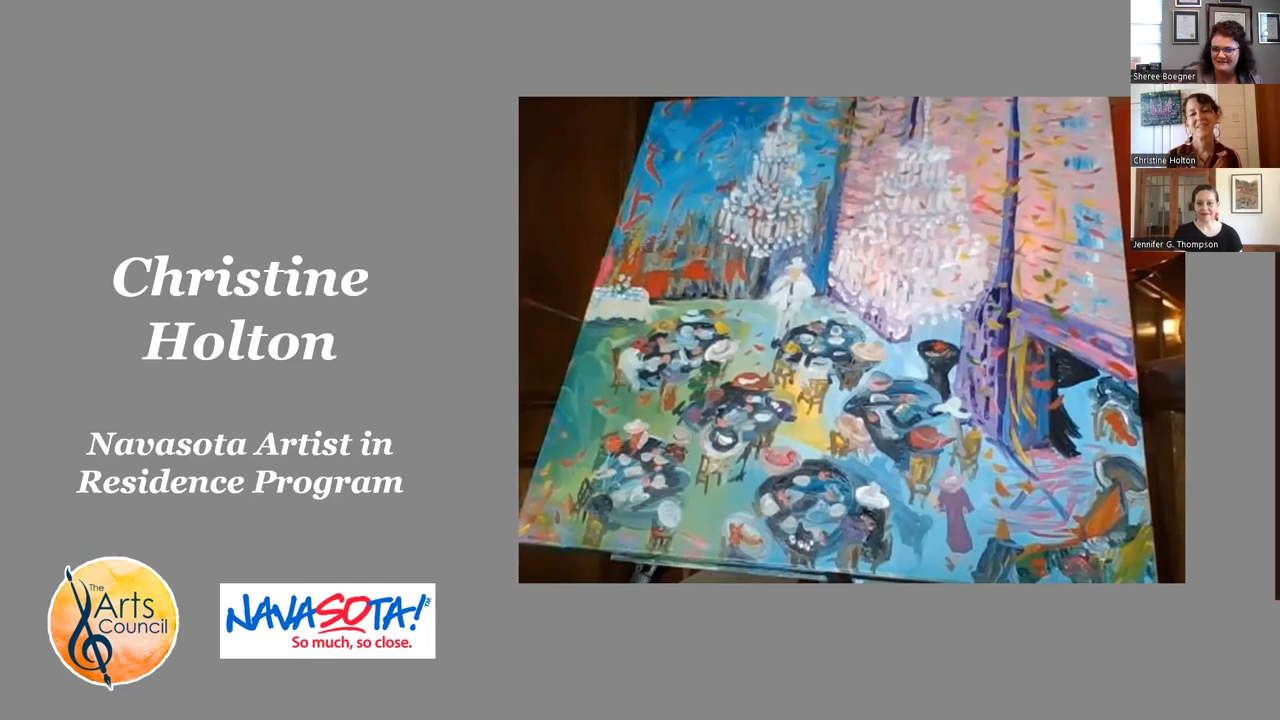 Christine
Holton
Navasota Artist in
Residence Program
The
Arts
Council
NAVASOTA!™
So much, so close.
Sheree Boegner
Christine Holton
Jennifer G. Thompson